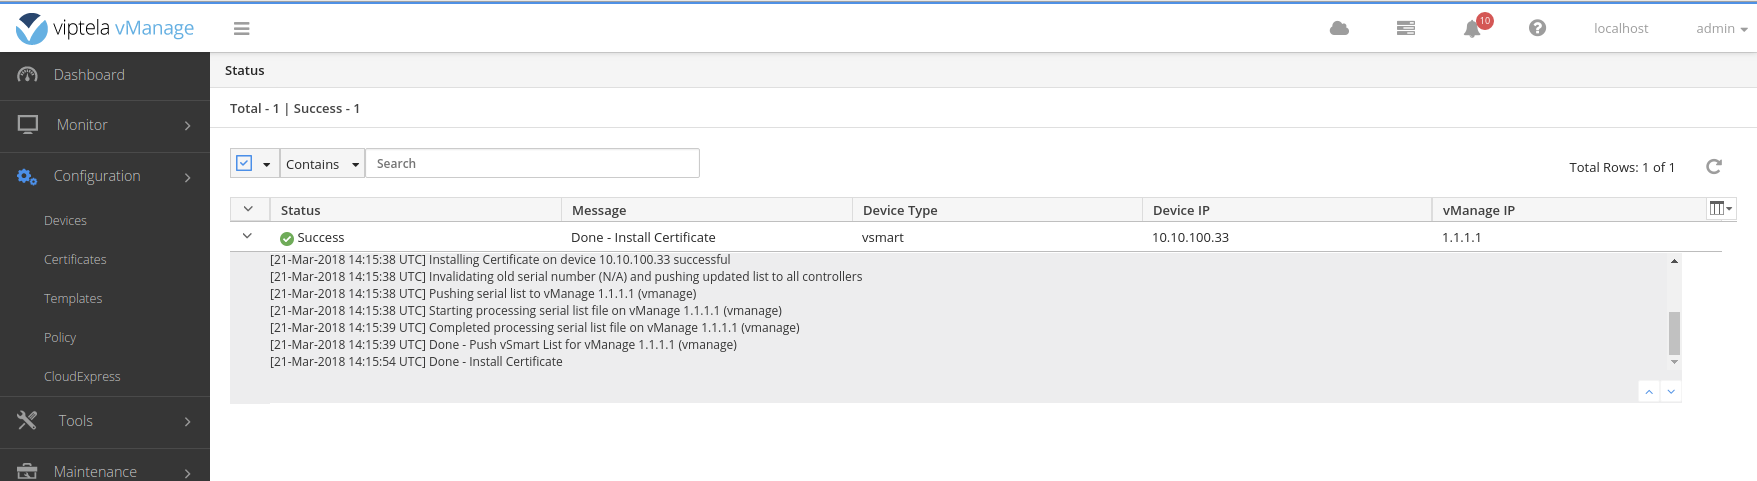 viptela vManage
10
localhost
admin
Dashboard
Monitor
Configuration
Devices
Certificates
Templates
Policy
CloudExpress
Tools
Maintenance
Status
Total - 1 | Success - 1
Contains
Search
Total Rows: 1 of 1
Status Message Device Type Device IP vManage IP
Success Done - Install Certificate vsmart 10.10.100.33 1.1.1.1
[21-Mar-2018 14:15:38 UTC] Installing Certificate on device 10.10.100.33 successful
[21-Mar-2018 14:15:38 UTC] Invalidating old serial number (N/A) and pushing updated list to all controllers
[21-Mar-2018 14:15:38 UTC] Pushing serial list to vManage 1.1.1.1 (vmanage)
[21-Mar-2018 14:15:38 UTC] Starting processing serial list file on vManage 1.1.1.1 (vmanage)
[21-Mar-2018 14:15:39 UTC] Completed processing serial list file on vManage 1.1.1.1 (vmanage)
[21-Mar-2018 14:15:39 UTC] Done - Push vSmart List for vManage 1.1.1.1 (vmanage)
[21-Mar-2018 14:15:54 UTC] Done - Install Certificate